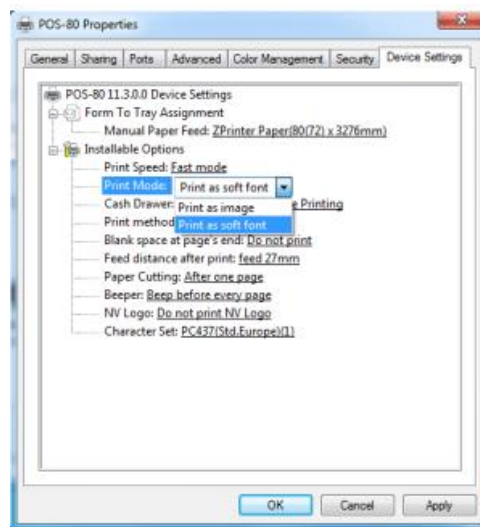 POS-80 Properties
General Sharing Ports Advanced Color Management Security Device Settings
POS-80 11.3.0.0 Device Settings
Form To Tray Assignment
Manual Paper Feed: ZPrinter Paper(80(72) x 3276mm)
Installable Options
Print Speed: Fast mode
Print Mode: Print as soft font
Cash Drawer: Print as image e Printing
Print method Print as soft font
Blank space at page's end: Do not print
Feed distance after print: feed 27mm
Paper Cutting: After one page
Beeper: Beep before every page
NV Logo: Do not print NV Logo
Character Set: PC437(Std.Europe)(1)
OK Cancel Apply